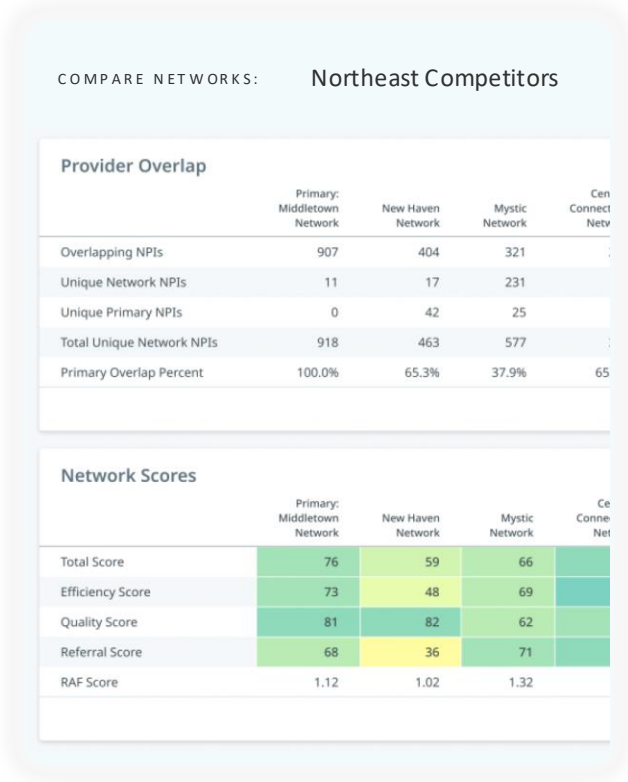 COMPARE NETWORKS: Northeast Competitors
Provider Overlap
Primary: Middletown Network New Haven Network Mystic Network
Overlapping NPIs 907 404 321
Unique Network NPIs 11 17 231
Unique Primary NPIs 0 42 25
Total Unique Network NPIs 918 463 577
Primary Overlap Percent 100.0% 65.3% 37.9% 65
Network Scores
Primary: Middletown Network New Haven Network Mystic Network
Total Score 76 59 66
Efficiency Score 73 48 69
Quality Score 81 82 62
Referral Score 68 36 71
RAF Score 1.12 1.02 1.32